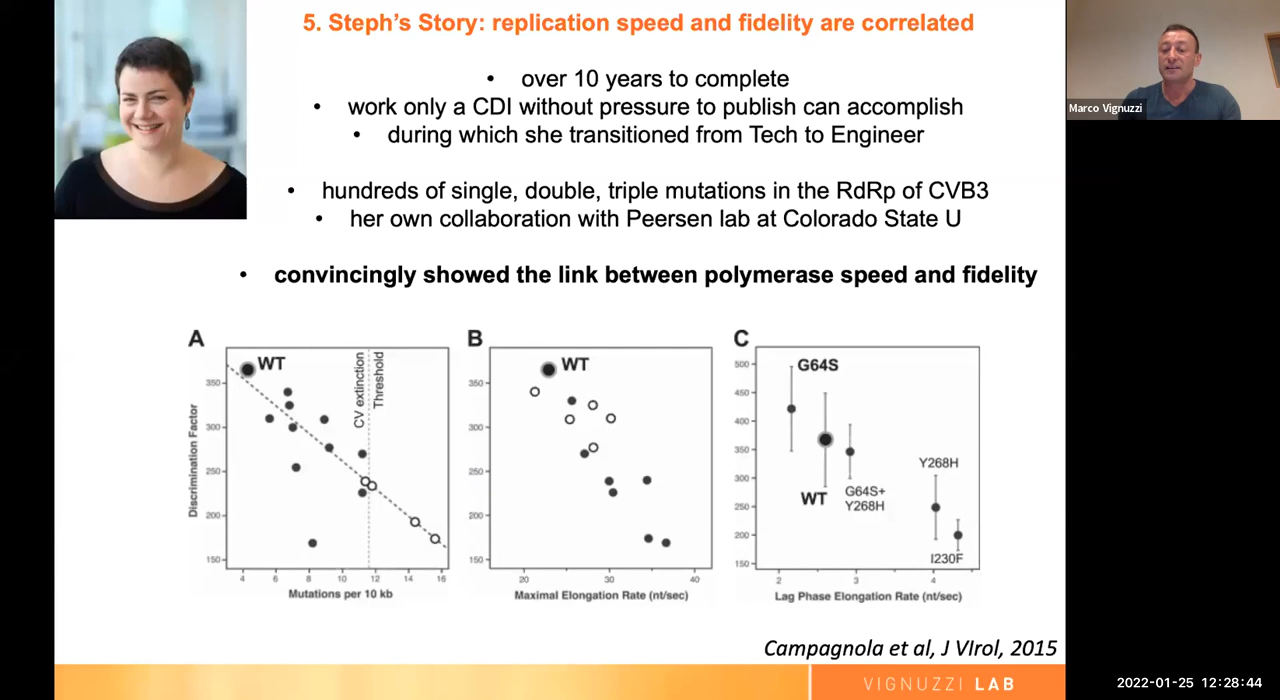 5. Steph's Story: replication speed and fidelity are correlated
• over 10 years to complete
• work only a CDI without pressure to publish can accomplish
• during which she transitioned from Tech to Engineer
• hundreds of single, double, triple mutations in the RdRp of CVB3
• her own collaboration with Peersen lab at Colorado State U
• convincingly showed the link between polymerase speed and fidelity
Marco Vignuzzi
A
WT
CV extinction
Threshold
Discrimination Factor
350
300
250
200
150
4 6 8 10 12 14 16
Mutations per 10 kb
B
WT
350
300
250
200
150
20 30 40
Maximal Elongation Rate (nt/sec)
C
500
450
400
350
300
250
200
150
G64S
WT
G64S+
Y268H
Y268H
I230F
2 3 4
Lag Phase Elongation Rate (nt/sec)
Campagnola et al, J VIrol, 2015
VIGNUZZI LAB
2022-01-25 12:28:44